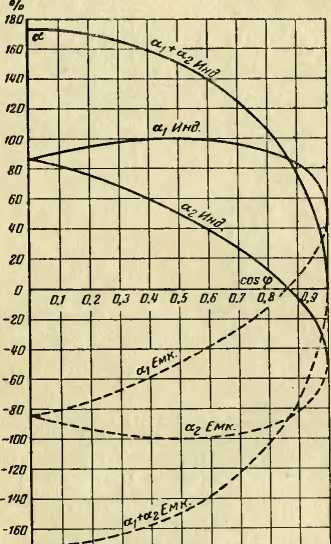 %
180
α
160
140
120
100
80
60
40
20
0
-20
-40
-60
-80
-100
-120
-140
-160
α₁+α₂ Инд.
α₁ Инд.
α₂ Инд.
cos φ
0,1 0,2 0,3 0,4 0,5 0,6 0,7 0,8 0,9
α₁ Емк.
α₂ Емк.
α₁+α₂ Емк.